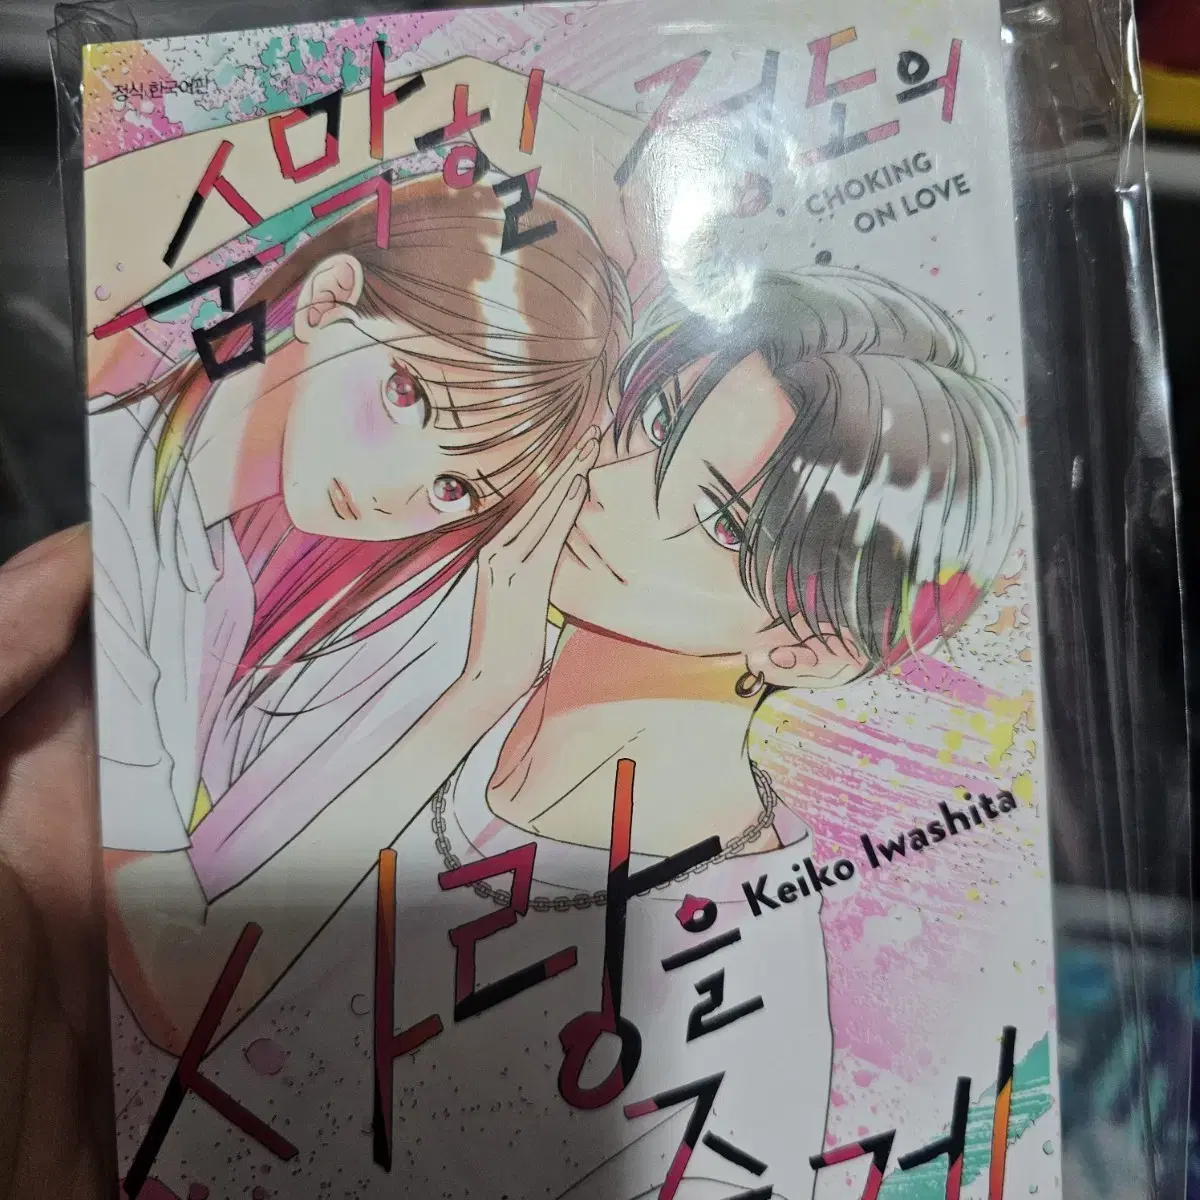 정식 한국어판
숨막힐 정도의
CHOKING
ON LOVE
Keiko Iwashita
사랑을
줄게